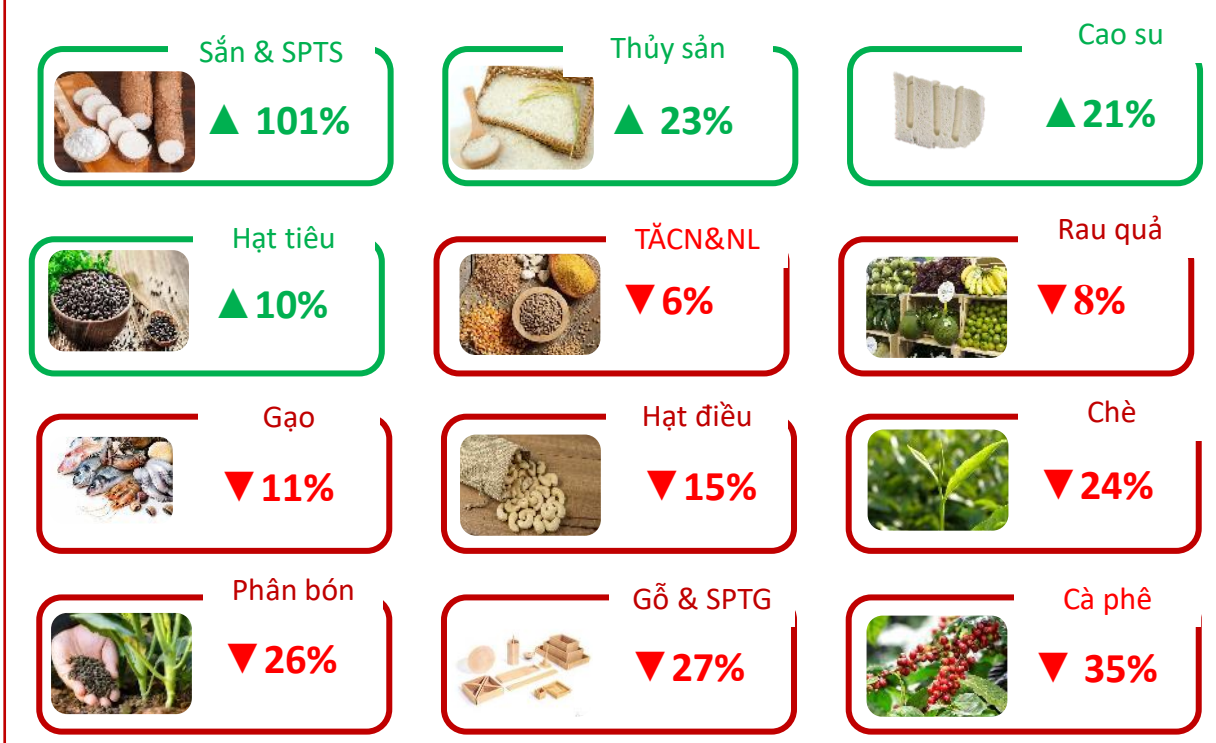 Sắn & SPTS
▲ 101%
Thủy sản
▲ 23%
Cao su
▲ 21%
Hạt tiêu
▲ 10%
TĂCN&NL
▼ 6%
Rau quả
▼ 8%
Gạo
▼ 11%
Hạt điều
▼ 15%
Chè
▼ 24%
Phân bón
▼ 26%
Gỗ & SPTG
▼ 27%
Cà phê
▼ 35%